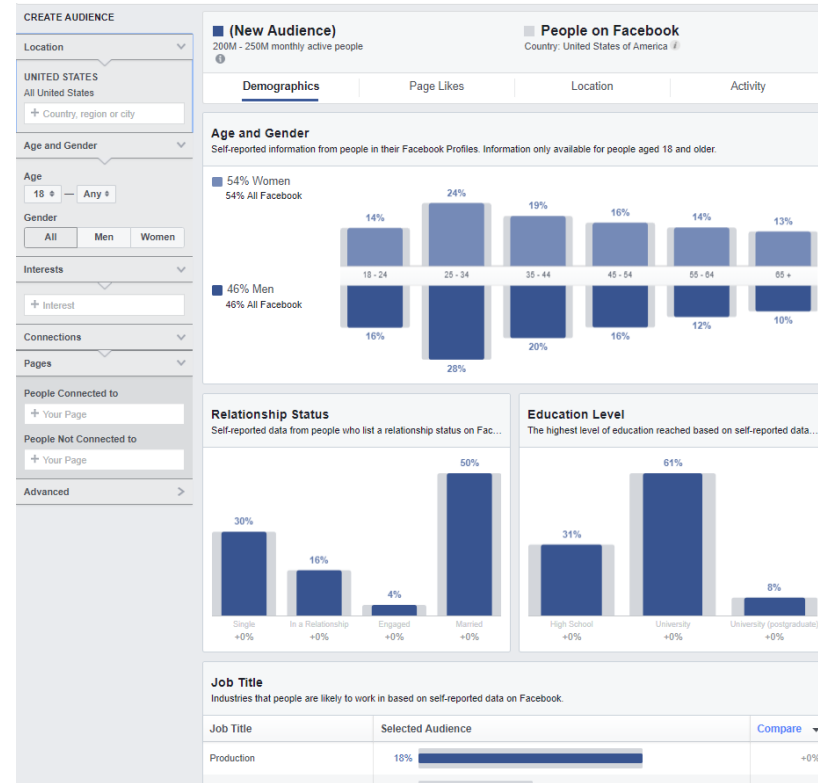 CREATE AUDIENCE
Location
UNITED STATES
All United States
+ Country, region or city
Age and Gender
Age
18 — Any
Gender
All Men Women
Interests
+ Interest
Connections
Pages
People Connected to
+ Your Page
People Not Connected to
+ Your Page
Advanced
(New Audience)
200M - 250M monthly active people
People on Facebook
Country: United States of America
Demographics Page Likes Location Activity
Age and Gender
Self-reported information from people in their Facebook Profiles. Information only available for people aged 18 and older.
54% Women
54% All Facebook
14% 24% 19% 16% 14% 13%
18 - 24 25 - 34 35 - 44 45 - 54 55 - 64 65 +
46% Men
46% All Facebook
16% 28% 20% 16% 12% 10%
Relationship Status
Self-reported data from people who list a relationship status on Fac...
30% 16% 4% 50%
Single In a Relationship Engaged Married
+0% +0% +0% +0%
Education Level
The highest level of education reached based on self-reported data...
31% 61% 8%
High School University University (postgraduate)
+0% +0% +0%
Job Title
Industries that people are likely to work in based on self-reported data on Facebook.
Job Title Selected Audience Compare
Production 18% +0%